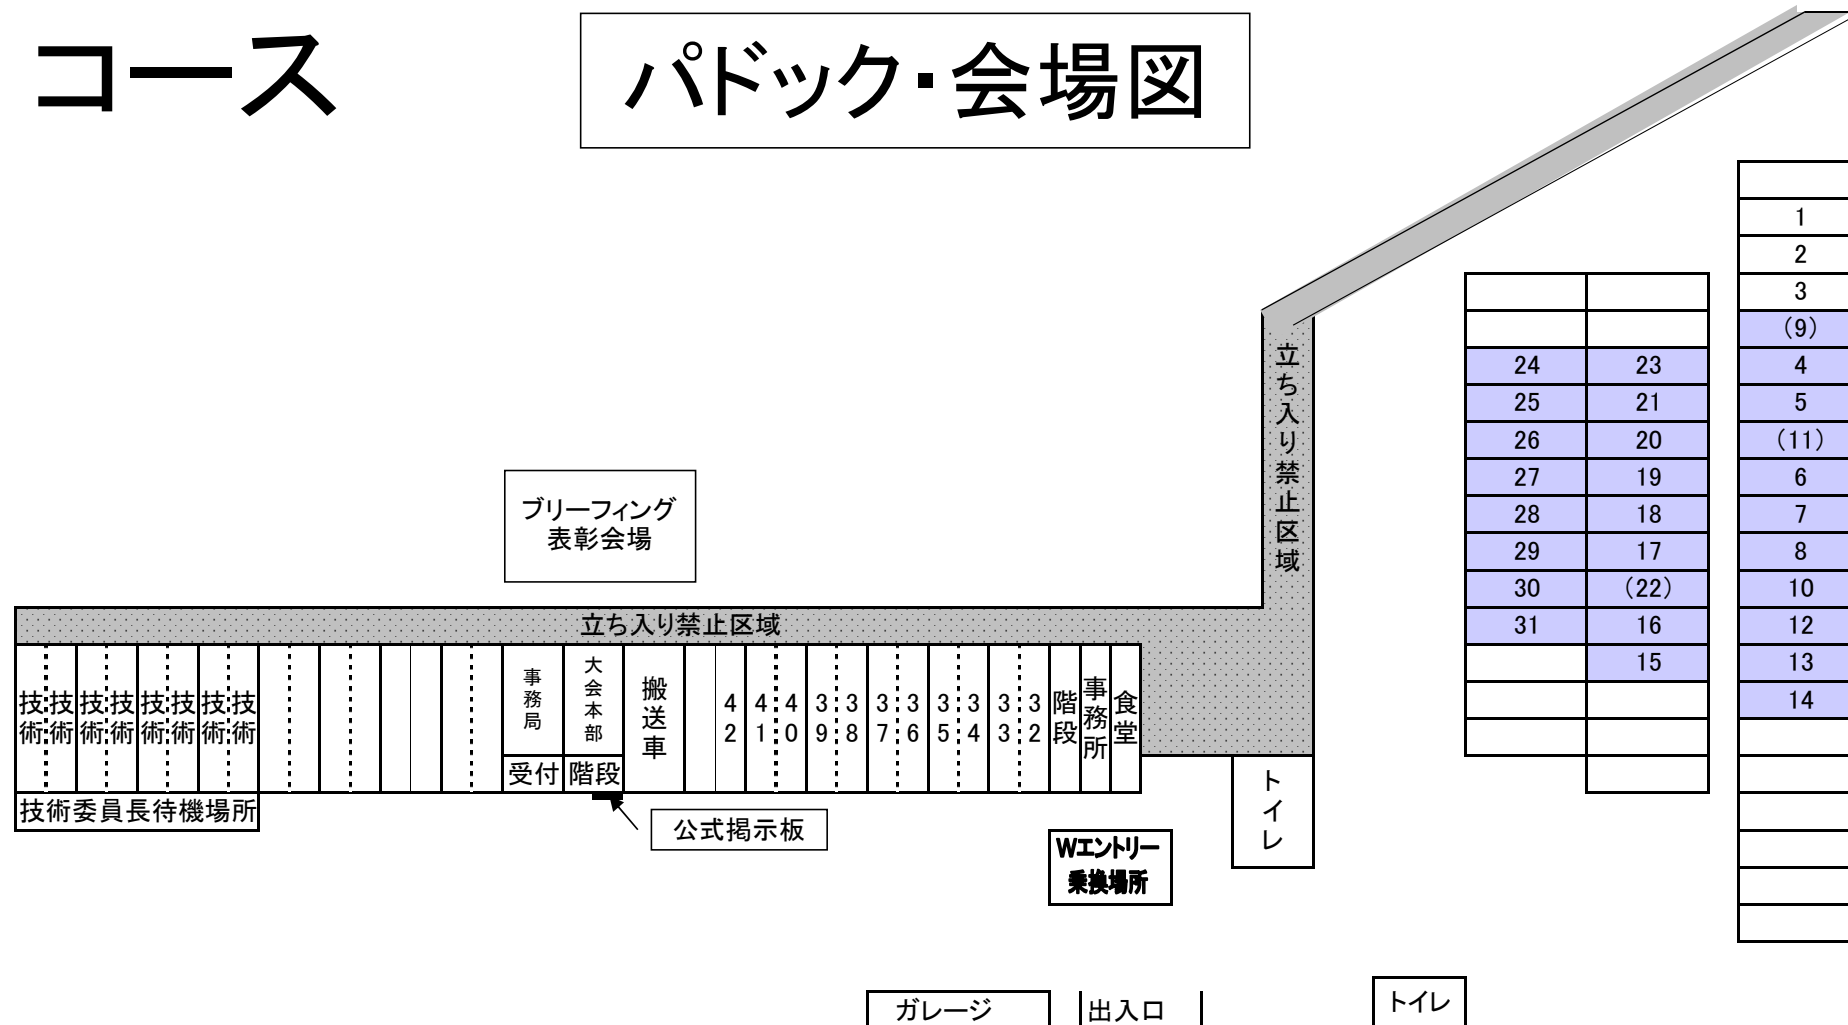 コース
パドック・会場図
1
2
3
(9)
4
5
(11)
6
7
8
10
12
13
14
24 23
25 21
26 20
27 19
28 18
29 17
30 (22)
31 16
15
立ち入り禁止区域
ブリーフィング
表彰会場
立ち入り禁止区域
技術 技術 技術 技術 技術 技術 技術 技術 事務局 大会本部 搬送車 42 41 40 39 38 37 36 35 34 33 32 階段 事務所 食堂
受付 階段
技術委員長待機場所
公式掲示板
トイレ
Wエントリー
乗換場所
ガレージ 出入口 トイレ